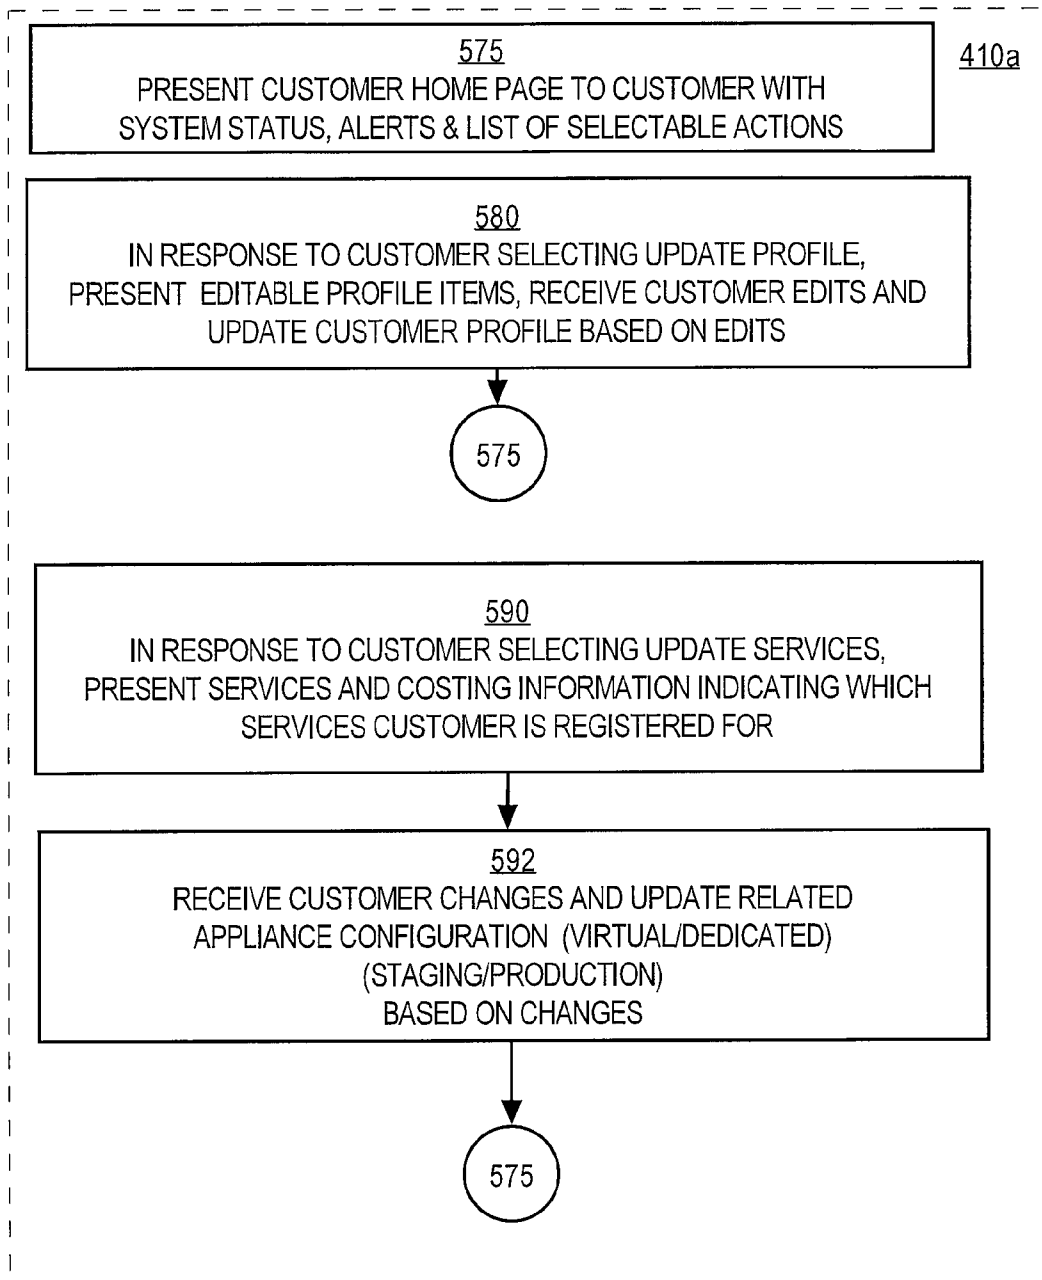 575
410a
PRESENT CUSTOMER HOME PAGE TO CUSTOMER WITH
SYSTEM STATUS, ALERTS & LIST OF SELECTABLE ACTIONS
580
IN RESPONSE TO CUSTOMER SELECTING UPDATE PROFILE,
PRESENT EDITABLE PROFILE ITEMS, RECEIVE CUSTOMER EDITS AND
UPDATE CUSTOMER PROFILE BASED ON EDITS
575
590
IN RESPONSE TO CUSTOMER SELECTING UPDATE SERVICES,
PRESENT SERVICES AND COSTING INFORMATION INDICATING WHICH
SERVICES CUSTOMER IS REGISTERED FOR
592
RECEIVE CUSTOMER CHANGES AND UPDATE RELATED
APPLIANCE CONFIGURATION (VIRTUAL/DEDICATED)
(STAGING/PRODUCTION)
BASED ON CHANGES
575